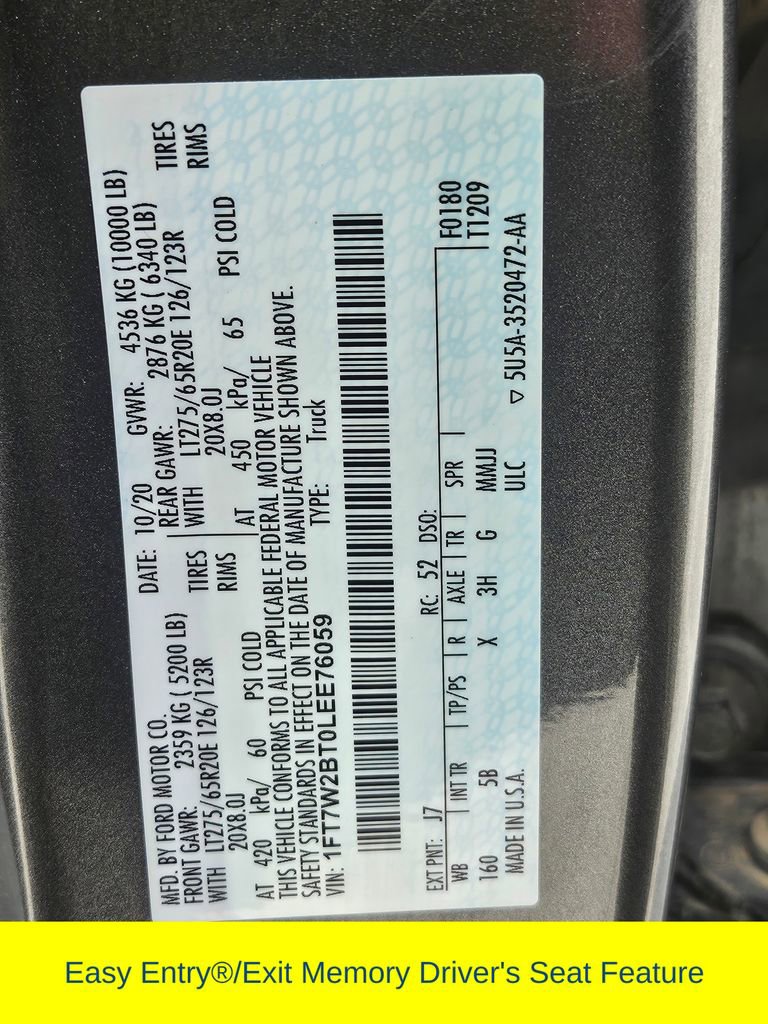 MFD. BY FORD MOTOR CO.
DATE: 10/20 GVWR: 4536 KG (10000 LB)
FRONT GAWR: 2359 KG ( 5200 LB) REAR GAWR: 2876 KG ( 6340 LB)
WITH LT275/65R20E 126/123R TIRES WITH LT275/65R20E 126/123R TIRES
20X8.0J RIMS 20X8.0J RIMS
AT 420 kPa/ 60 PSI COLD AT 450 kPa/ 65 PSI COLD
THIS VEHICLE CONFORMS TO ALL APPLICABLE FEDERAL MOTOR VEHICLE
SAFETY STANDARDS IN EFFECT ON THE DATE OF MANUFACTURE SHOWN ABOVE.
VIN: 1FT7W2BT0LEE76059 TYPE: Truck
EXT PNT: J7 RC: 52 DSO:
WB INT TR TP/PS R AXLE TR SPR F0180
160 5B X 3H G MMJJ T1209
MADE IN U.S.A. ULC ▽ 5U5A-3520472-AA
Easy Entry®/Exit Memory Driver's Seat Feature